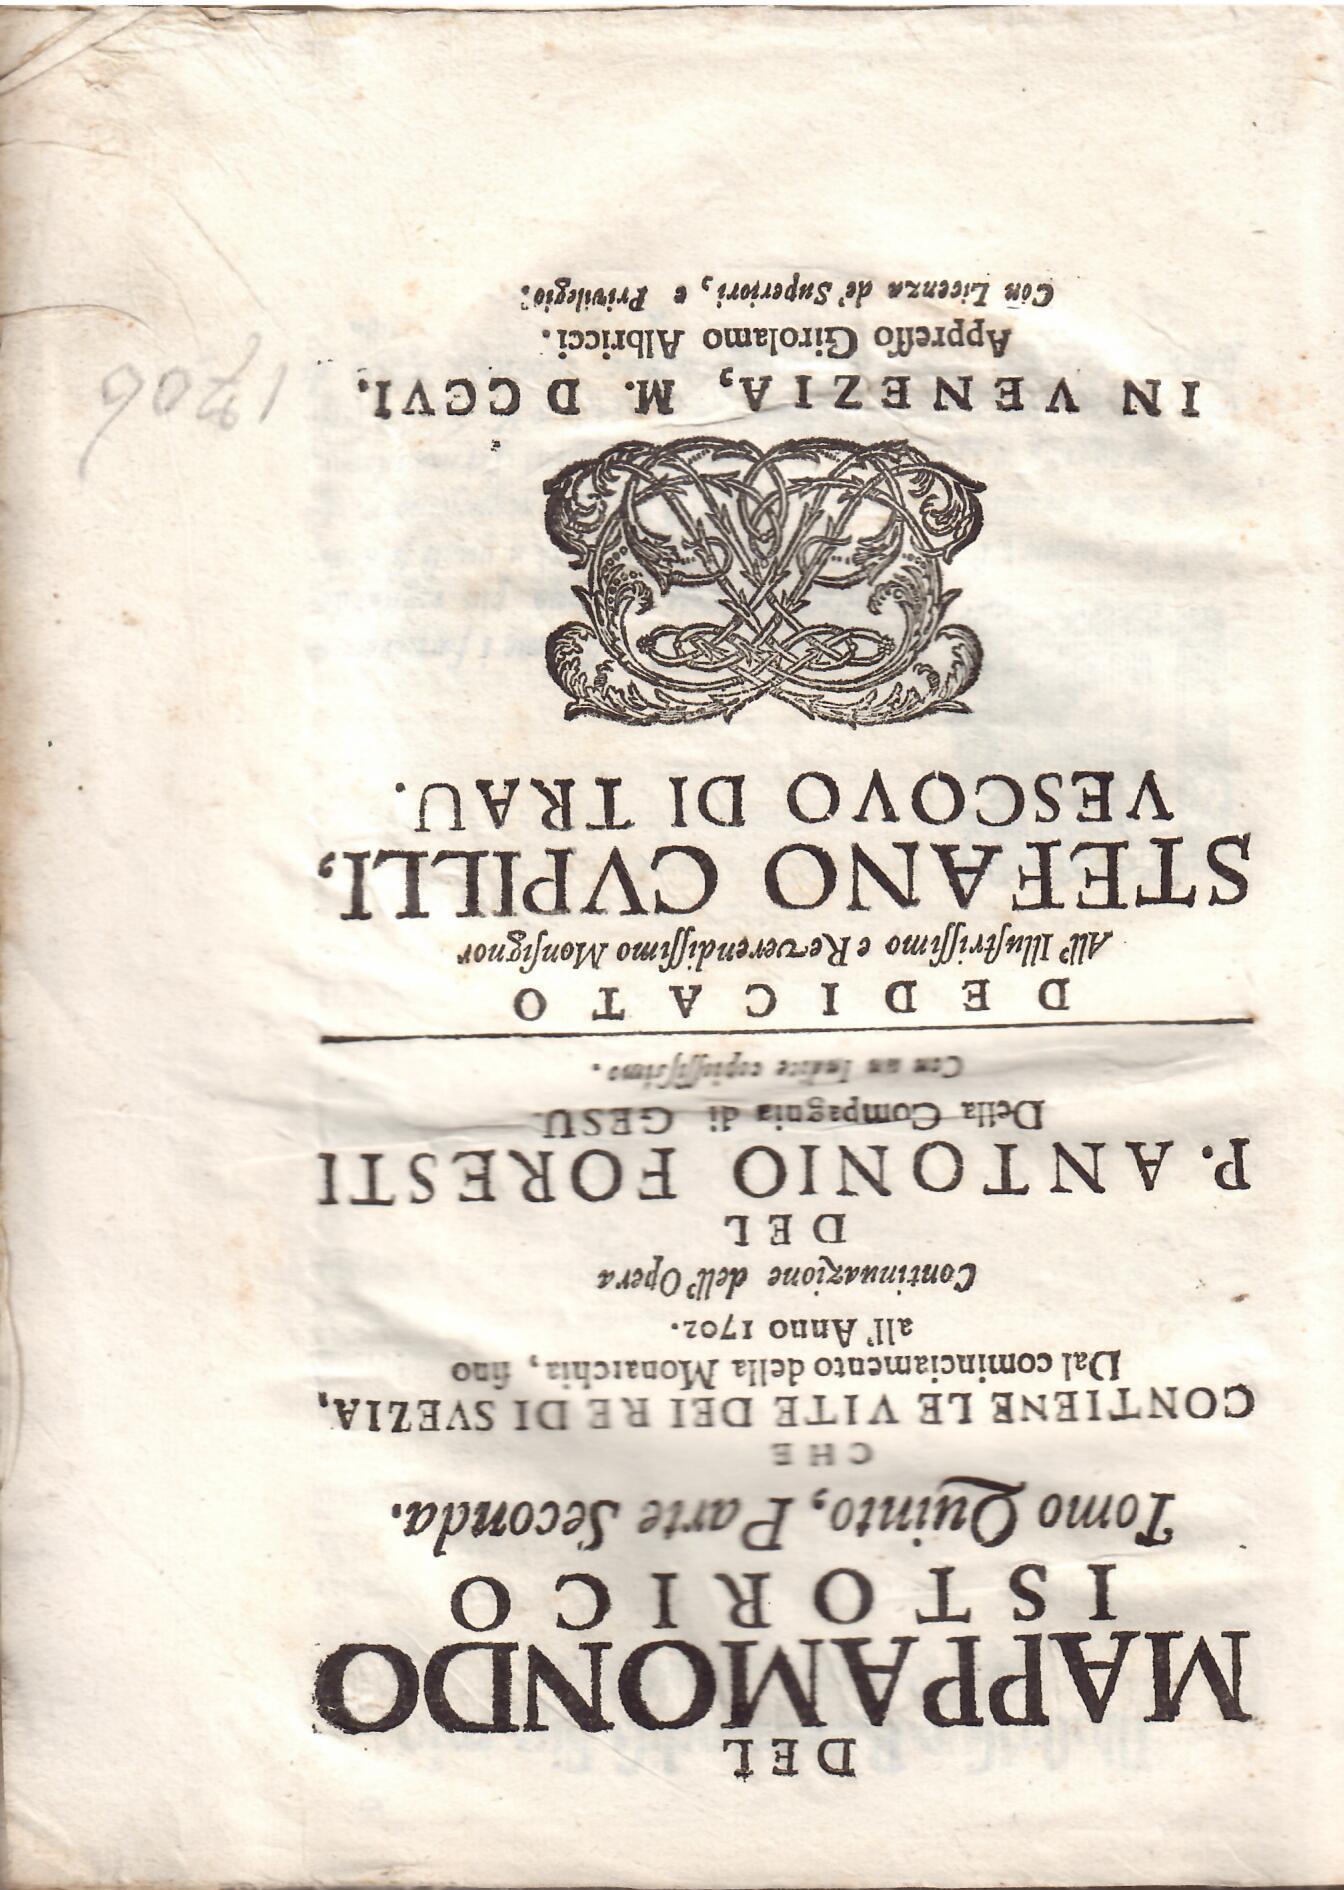 DEL
MAPPAMONDO
ISTORICO
Tomo Quinto, Parte Seconda.
CHE
CONTIENE LE VITE DEI RE DI SVEZIA,
Dal cominciamento della Monarchia, fino
all' Anno 1702.
Continuazione dell' Opera
DEL
P. ANTONIO FORESTI
Della Compagnia di GESU.
Con un Indice copiosissimo.
DEDICATO
All' Illustrissimo e Reverendissimo Monsignor
STEFANO CVPILLI,
VESCOVO DI TRAU.
IN VENEZIA, M. DCCVI.
Appresso Girolamo Albricci.
Con Licenza de' Superiori, e Privilegio.
1706